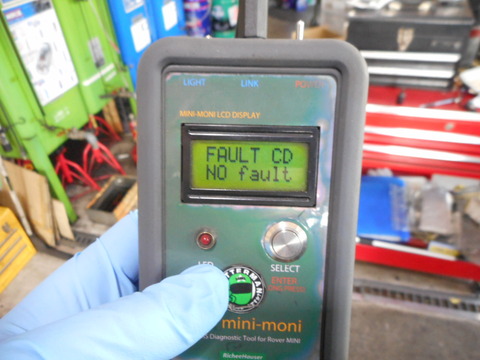 LIGHT LINK
MINI-MONI LCD DISPLAY
FAULT CD
NO fault
SELECT
ENTER
mini-moni
Diagnostic Tool for Rover MINI